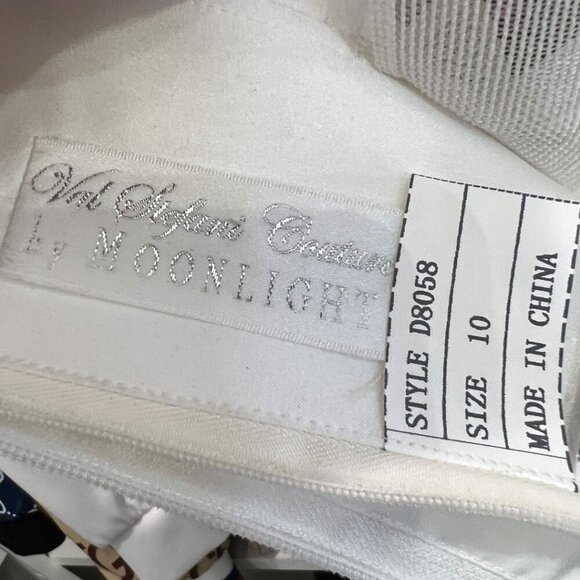 Val Stefani Couture
by MOONLIGHT
STYLE D8058
SIZE 10
MADE IN CHINA